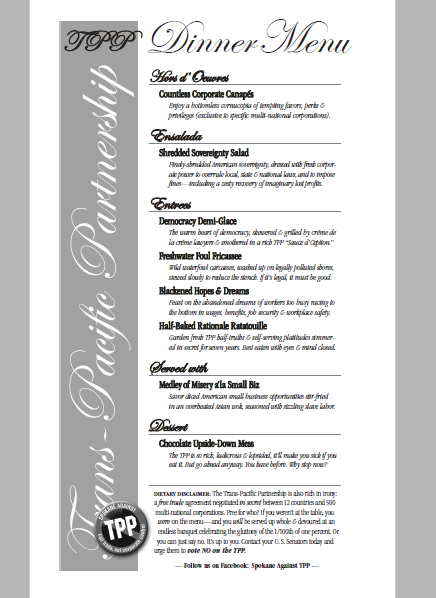 TPP Dinner Menu
Trans-Pacific Partnership
Hors d' Oeuvres
Countless Corporate Canapés
Enjoy a bottomless cornucopia of tempting favors, perks &
privileges (exclusive to specific multi-national corporations).
Ensalada
Shredded Sovereignty Salad
Finely-shredded American sovereignty, dressed with fresh corpor-
ate power to overrule local, state & national laws, and to impose
fines—including a zesty recovery of imaginary lost profits.
Entrees
Democracy Demi-Glace
The warm heart of democracy, skewered & grilled by crème de
la crème lawyers & smothered in a rich TPP "Sauce d'Ception."
Freshwater Foul Fricassee
Wild waterfowl carcasses, washed up on legally polluted shores,
stewed slowly to reduce the stench. If it's legal, it must be good.
Blackened Hopes & Dreams
Feast on the abandoned dreams of workers too busy racing to
the bottom in wages, benefits, job security & workplace safety.
Half-Baked Rationale Ratatouille
Garden fresh TPP half-truths & self-serving platitudes simmer-
ed in secret for seven years. Best eaten with eyes & mind closed.
Served with
Medley of Misery a'la Small Biz
Savor diced American small business opportunities stir-fried
in an overheated Asian wok, seasoned with sizzling slave labor.
Dessert
Chocolate Upside-Down Mess
The TPP is so rich, ludicrous & lopsided, it'll make you sick if you
eat it. But go ahead anyway. You have before. Why stop now?
DIETARY DISCLAIMER: The Trans-Pacific Partnership is also rich in irony:
a free trade agreement negotiated in secret between 12 countries and 500
multi-national corporations. Free for who? If you weren't at the table, you
were on the menu—and you will be served up whole & devoured at an
endless banquet celebrating the gluttony of the 1/100th of one percent. Or
you can just say no. It's up to you. Contact your U.S. Senators today and
urge them to vote NO on the TPP.
— Follow us on Facebook: Spokane Against TPP —
SPOKANE AGAINST
TPP